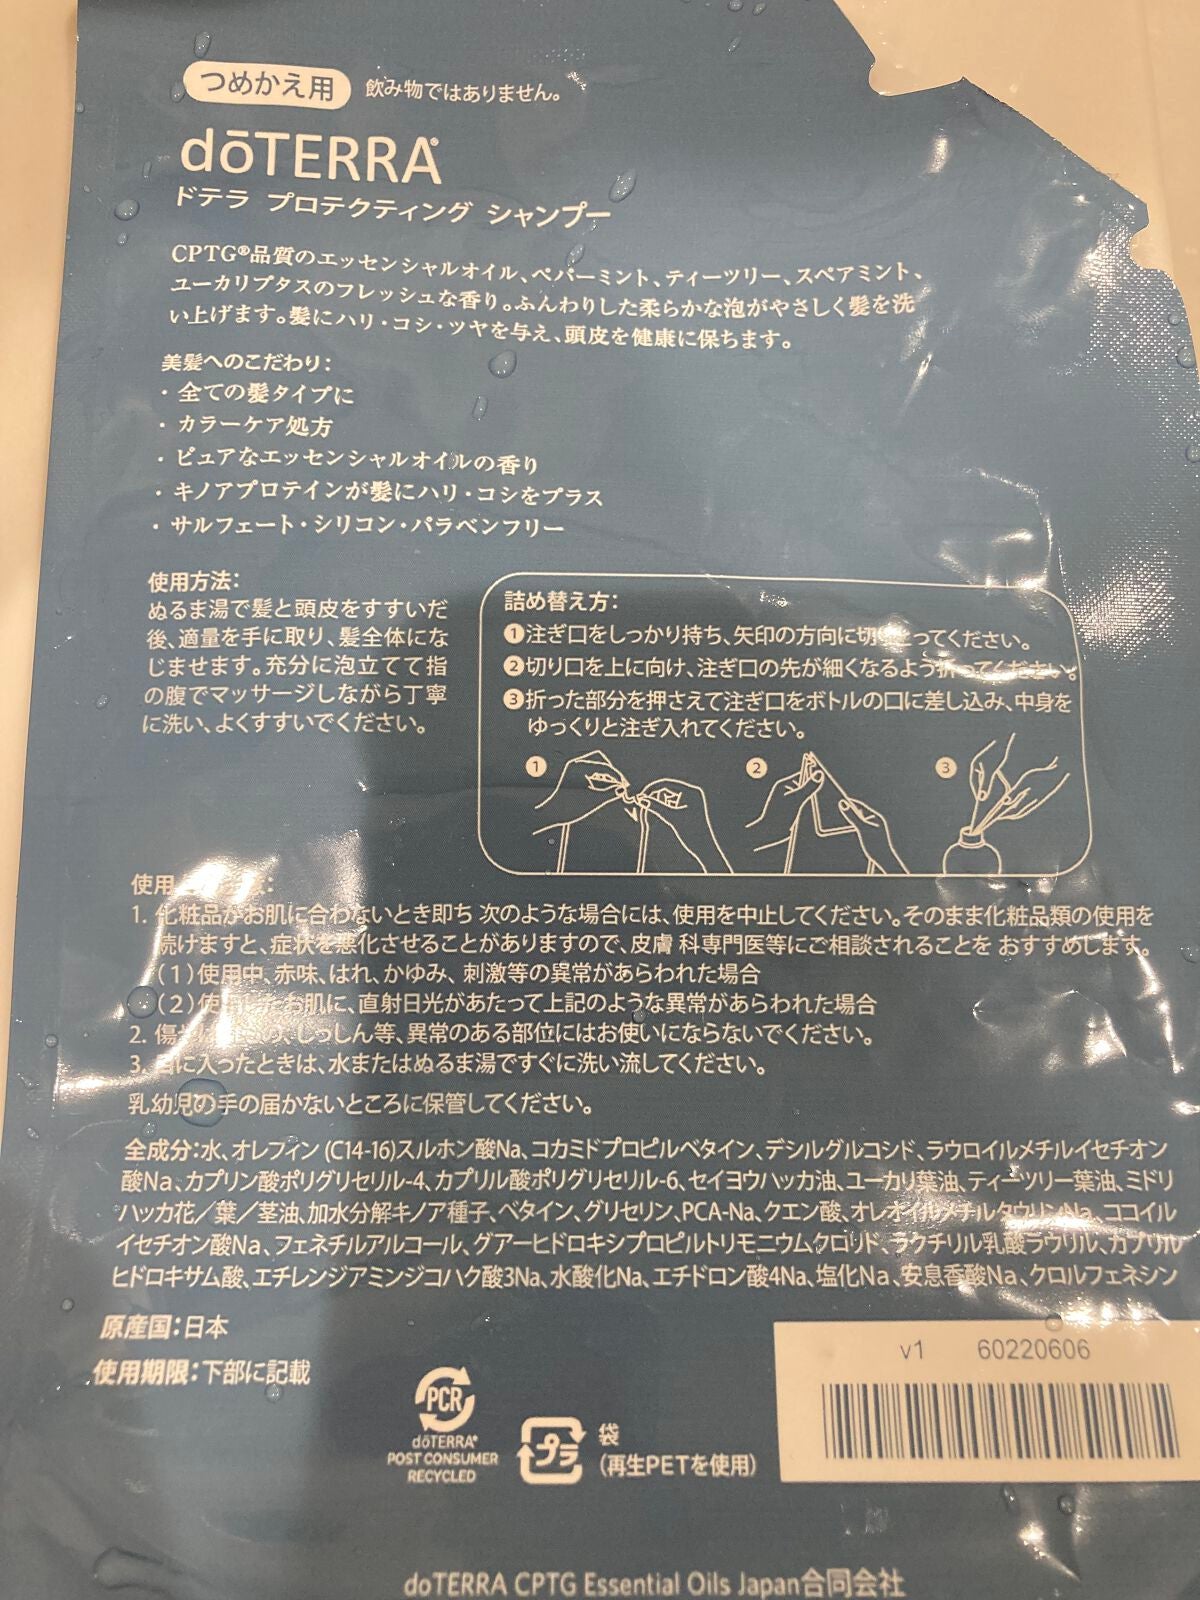 つめかえ用 飲み物ではありません。
dōTERRA®
ドテラ プロテクティング シャンプー
CPTG®品質のエッセンシャルオイル、ペパーミント、ティーツリー、スペアミント、
ユーカリプタスのフレッシュな香り。ふんわりした柔らかな泡がやさしく髪を洗
い上げます。髪にハリ・コシ・ツヤを与え、頭皮を健康に保ちます。
美髪へのこだわり：
・全ての髪タイプに
・カラーケア処方
・ピュアなエッセンシャルオイルの香り
・キノアプロテインが髪にハリ・コシをプラス
・サルフェート・シリコン・パラベンフリー
使用方法：
ぬるま湯で髪と頭皮をすすいだ
後、適量を手に取り、髪全体にな
じませます。充分に泡立てて指
の腹でマッサージしながら丁寧
に洗い、よくすすいでください。
詰め替え方：
❶注ぎ口をしっかり持ち、矢印の方向に切りとってください。
❷切り口を上に向け、注ぎ口の先が細くなるよう折ってください。
❸折った部分を押さえて注ぎ口をボトルの口に差し込み、中身を
ゆっくりと注ぎ入れてください。
❶ ❷ ❸
使用
1. 化粧品がお肌に合わないとき即ち 次のような場合には、使用を中止してください。そのまま化粧品類の使用を
続けますと、症状を悪化させることがありますので、皮膚 科専門医等にご相談されることを おすすめします。
（1）使用中、赤味、はれ、かゆみ、刺激等の異常があらわれた場合
（2）使用したお肌に、直射日光があたって上記のような異常があらわれた場合
2. 傷 しっしん等、異常のある部位にはお使いにならないでください。
3. 目に入ったときは、水またはぬるま湯ですぐに洗い流してください。
乳幼児の手の届かないところに保管してください。
全成分：水、オレフィン (C14-16)スルホン酸Na、コカミドプロピルベタイン、デシルグルコシド、ラウロイルメチルイセチオン
酸Na、カプリン酸ポリグリセリル-4、カプリル酸ポリグリセリル-6、セイヨウハッカ油、ユーカリ葉油、ティーツリー葉油、ミドリ
ハッカ花／葉／茎油、加水分解キノア種子、ベタイン、グリセリン、PCA-Na、クエン酸、オレオイルメチルタウリンNa、ココイル
イセチオン酸Na、フェネチルアルコール、グアーヒドロキシプロピルトリモニウムクロリド、ラクチリル乳酸ラウリル、カプリル
ヒドロキサム酸、エチレンジアミンジコハク酸3Na、水酸化Na、エチドロン酸4Na、塩化Na、安息香酸Na、クロルフェネシン
原産国：日本
使用期限：下部に記載
v1 60220606
PCR
dōTERRA®
POST CONSUMER
RECYCLED
プラ
袋
（再生PETを使用）
doTERRA CPTG Essential Oils Japan合同会社